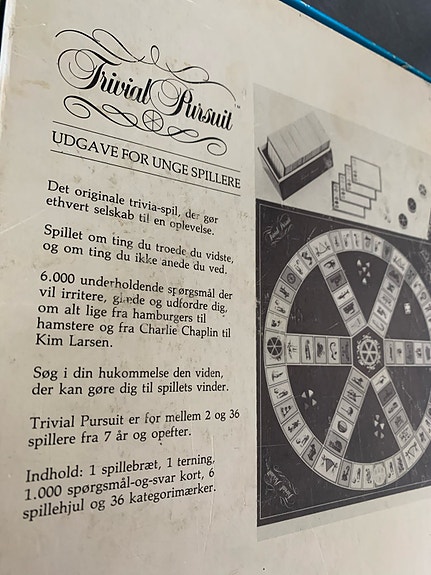 Trivial Pursuit
TM
UDGAVE FOR UNGE SPILLERE
Det originale trivia-spil, der gør
ethvert selskab til en oplevelse.
Spillet om ting du troede du vidste,
og om ting du ikke anede du ved.
6.000 underholdende spørgsmål der
vil irritere, glæde og udfordre dig,
om alt lige fra hamburgers til
hamstere og fra Charlie Chaplin til
Kim Larsen.
Søg i din hukommelse den viden,
der kan gøre dig til spillets vinder.
Trivial Pursuit er for mellem 2 og 36
spillere fra 7 år og opefter.
Indhold: 1 spillebræt, 1 terning,
1.000 spørgsmål-og-svar kort, 6
spillehjul og 36 kategorimærker.